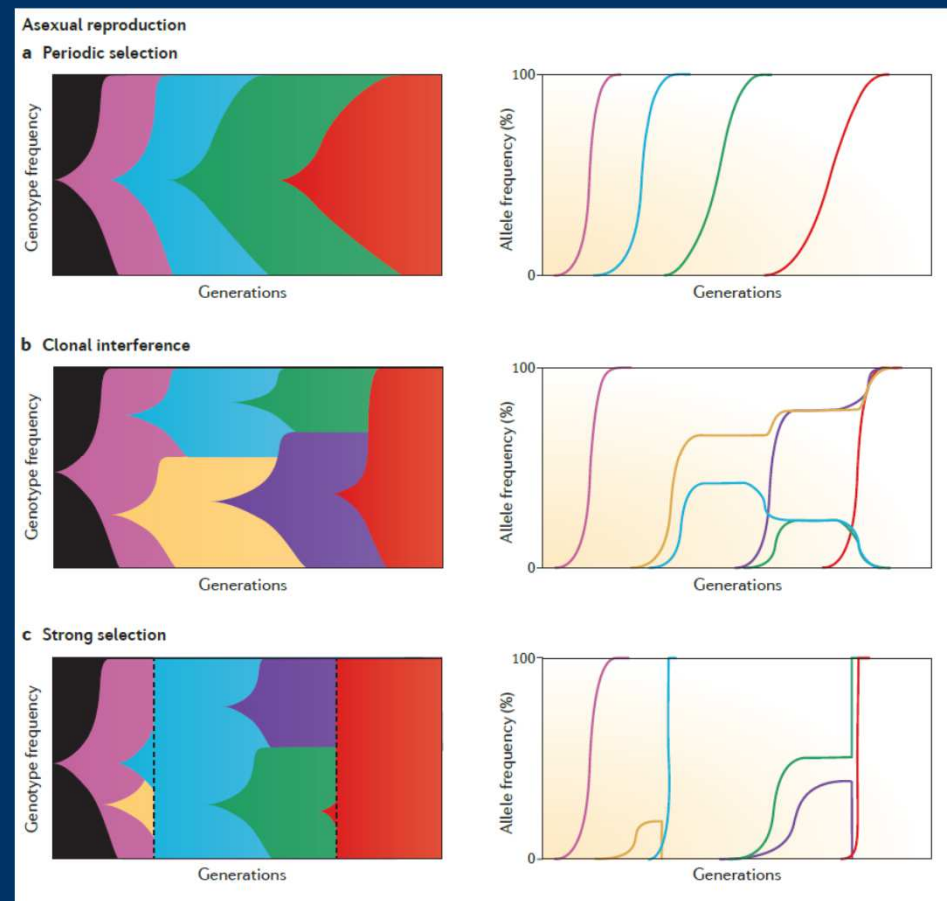 Asexual reproduction
a Periodic selection
Genotype frequency
Generations
Allele frequency (%)
100
0
Generations
b Clonal interference
Genotype frequency
Generations
Allele frequency (%)
100
0
Generations
c Strong selection
Genotype frequency
Generations
Allele frequency (%)
100
0
Generations